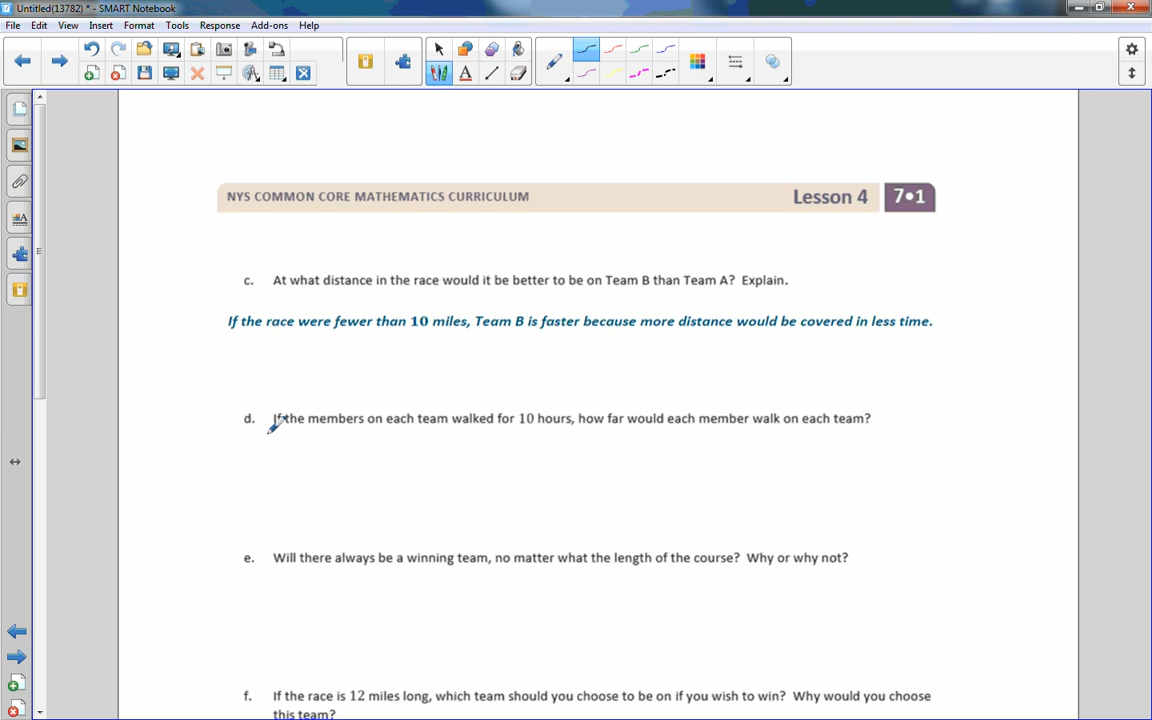 Untitled(13782) * - SMART Notebook
File Edit View Insert Format Tools Response Add-ons Help
NYS COMMON CORE MATHEMATICS CURRICULUM Lesson 4 7•1
c. At what distance in the race would it be better to be on Team B than Team A? Explain.
If the race were fewer than 10 miles, Team B is faster because more distance would be covered in less time.
d. If the members on each team walked for 10 hours, how far would each member walk on each team?
e. Will there always be a winning team, no matter what the length of the course? Why or why not?
f. If the race is 12 miles long, which team should you choose to be on if you wish to win? Why would you choose
this team?